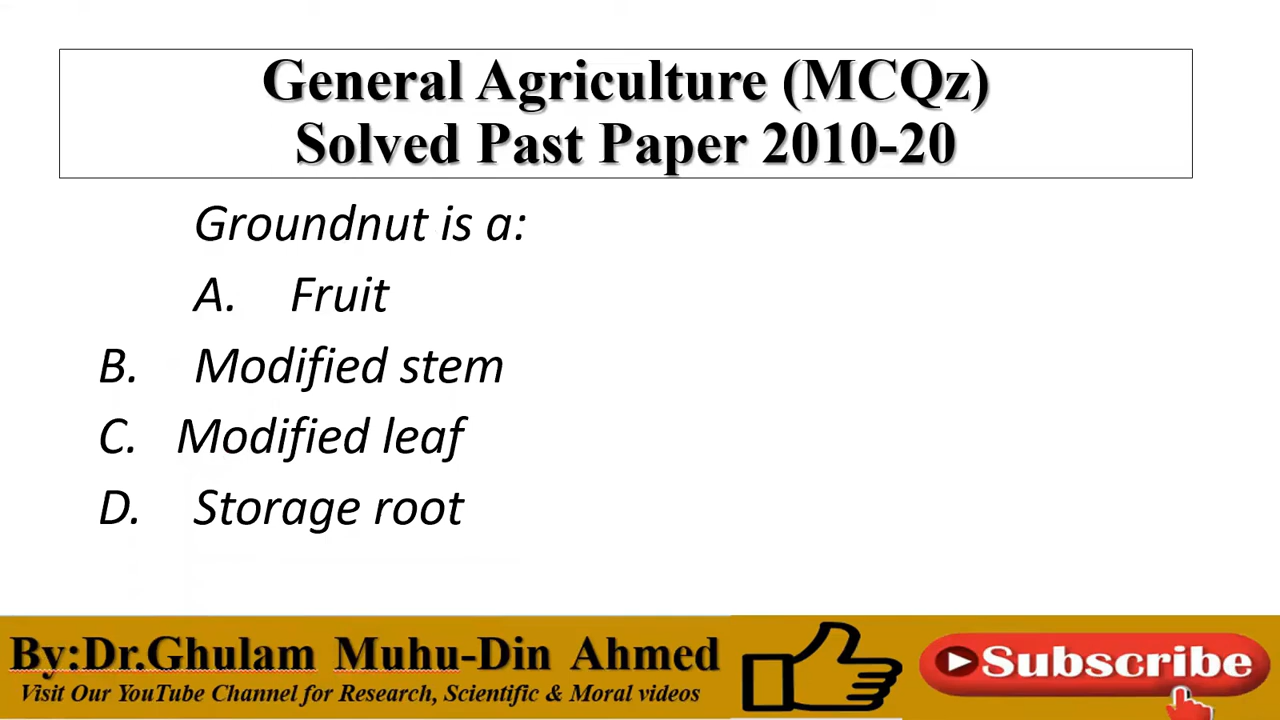 General Agriculture (MCQz)
Solved Past Paper 2010-20
Groundnut is a:
A. Fruit
B. Modified stem
C. Modified leaf
D. Storage root
By:Dr.Ghulam Muhu-Din Ahmed
Visit Our YouTube Channel for Research, Scientific & Moral videos
Subscribe